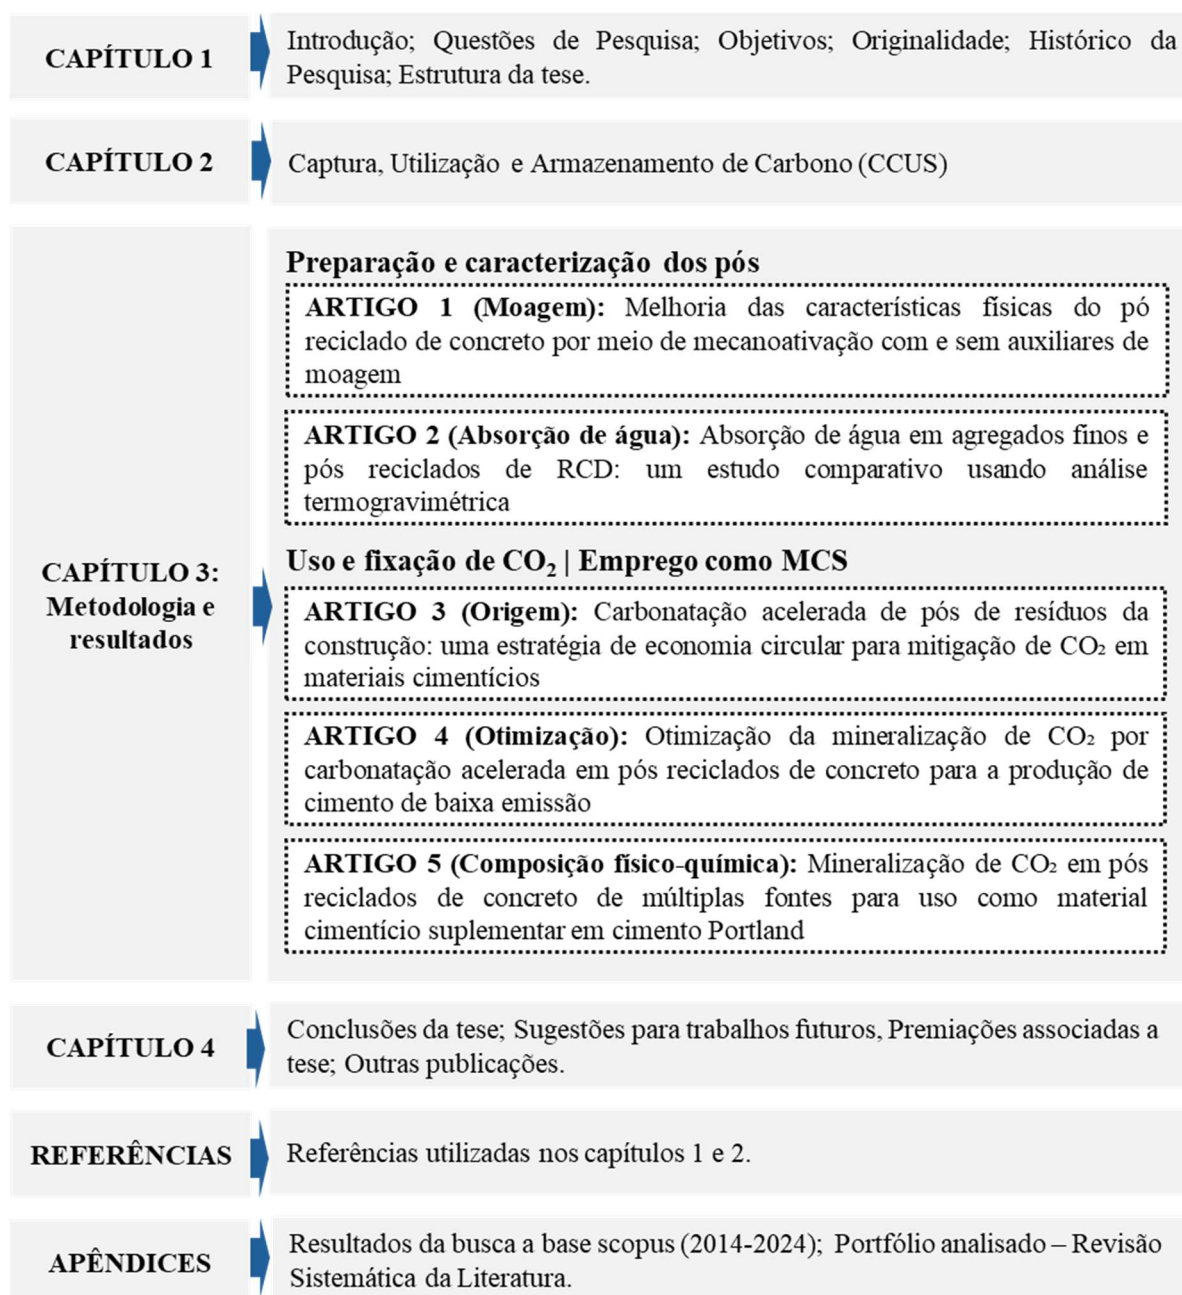 CAPÍTULO 1
Introdução; Questões de Pesquisa; Objetivos; Originalidade; Histórico da
Pesquisa; Estrutura da tese.
CAPÍTULO 2
Captura, Utilização e Armazenamento de Carbono (CCUS)
CAPÍTULO 3:
Metodologia e
resultados
Preparação e caracterização dos pós
ARTIGO 1 (Moagem): Melhoria das características físicas do pó
reciclado de concreto por meio de mecanoativação com e sem auxiliares de
moagem
ARTIGO 2 (Absorção de água): Absorção de água em agregados finos e
pós reciclados de RCD: um estudo comparativo usando análise
termogravimétrica
Uso e fixação de CO₂ | Emprego como MCS
ARTIGO 3 (Origem): Carbonatação acelerada de pós de resíduos da
construção: uma estratégia de economia circular para mitigação de CO₂ em
materiais cimentícios
ARTIGO 4 (Otimização): Otimização da mineralização de CO₂ por
carbonatação acelerada em pós reciclados de concreto para a produção de
cimento de baixa emissão
ARTIGO 5 (Composição físico-química): Mineralização de CO₂ em pós
reciclados de concreto de múltiplas fontes para uso como material
cimentício suplementar em cimento Portland
CAPÍTULO 4
Conclusões da tese; Sugestões para trabalhos futuros, Premiações associadas a
tese; Outras publicações.
REFERÊNCIAS
Referências utilizadas nos capítulos 1 e 2.
APÊNDICES
Resultados da busca a base scopus (2014-2024); Portfólio analisado – Revisão
Sistemática da Literatura.